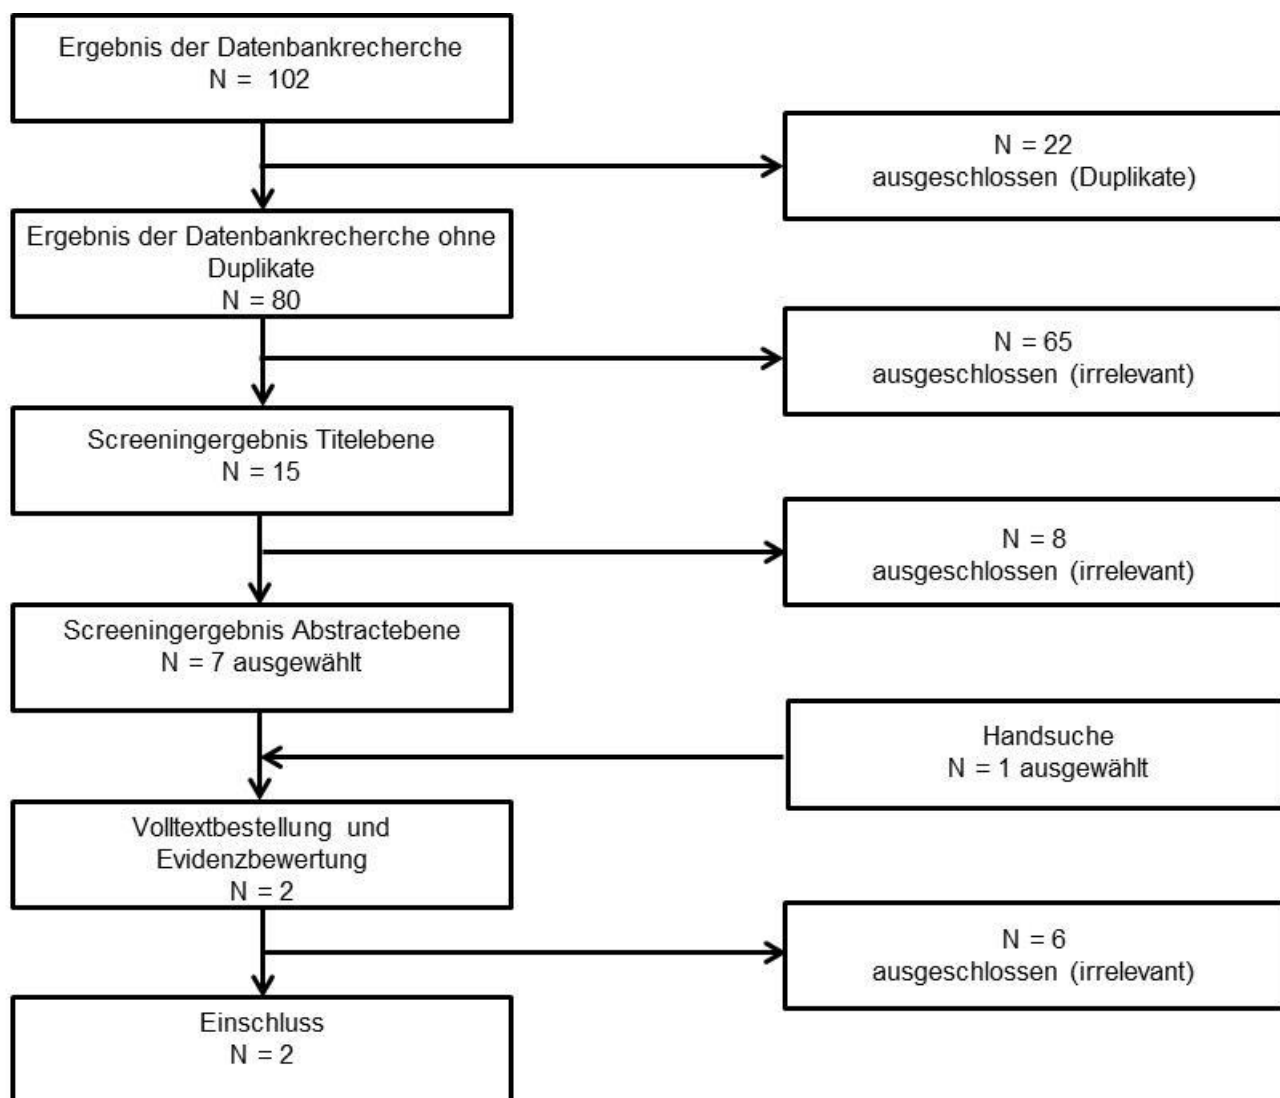 Ergebnis der Datenbankrecherche
N = 102
N = 22
ausgeschlossen (Duplikate)
Ergebnis der Datenbankrecherche ohne
Duplikate
N = 80
N = 65
ausgeschlossen (irrelevant)
Screeningergebnis Titelebene
N = 15
N = 8
ausgeschlossen (irrelevant)
Screeningergebnis Abstractebene
N = 7 ausgewählt
Handsuche
N = 1 ausgewählt
Volltextbestellung und
Evidenzbewertung
N = 2
N = 6
ausgeschlossen (irrelevant)
Einschluss
N = 2